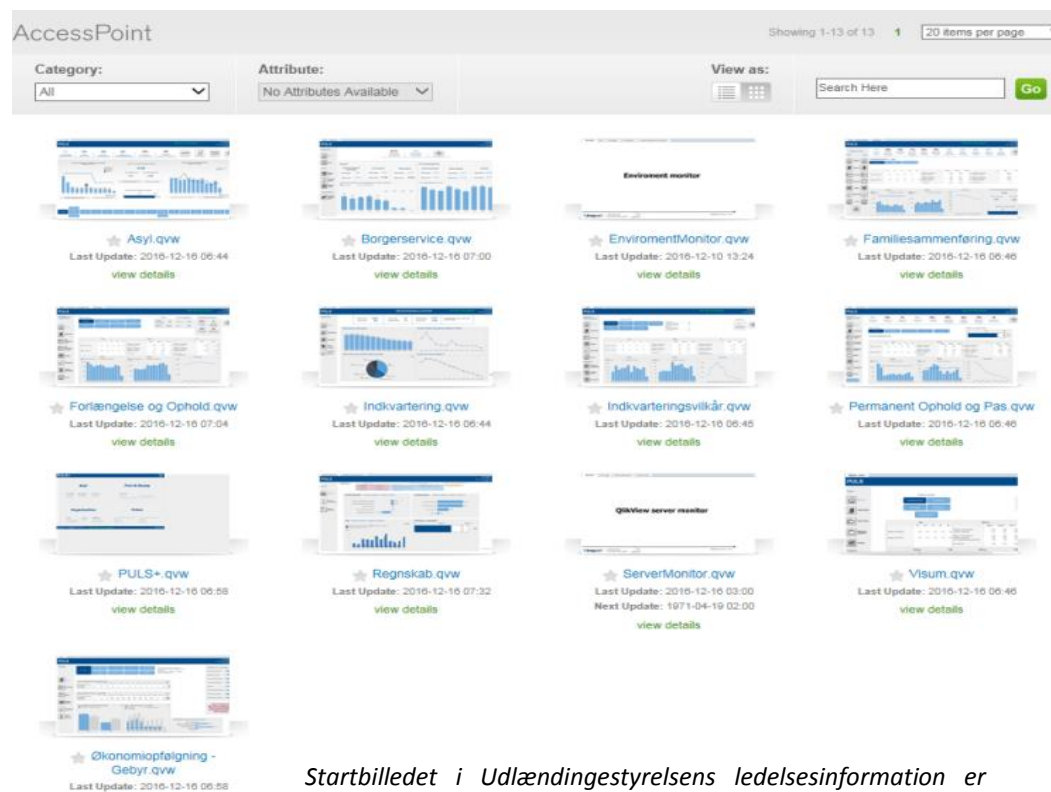 AccessPoint
Showing 1-13 of 13 1 20 items per page
Category: Attribute: View as:
All No Attributes Available Search Here Go
Enviroment monitor
Asyl.qvw Borgerservice.qvw EnviromentMonitor.qvw Familiesammenføring.qvw
Last Update: 2016-12-16 06:44 Last Update: 2016-12-16 07:00 Last Update: 2016-12-10 13:24 Last Update: 2016-12-16 06:46
view details view details view details view details
Forlængelse og Ophold.qvw Indkvartering.qvw Indkvarteringsvilkår.qvw Permanent Ophold og Pas.qvw
Last Update: 2016-12-16 07:04 Last Update: 2016-12-16 06:44 Last Update: 2016-12-16 06:45 Last Update: 2016-12-16 06:46
view details view details view details view details
PULS
QlikView server monitor
PULS+.qvw Regnskab.qvw ServerMonitor.qvw Visum.qvw
Last Update: 2016-12-16 06:58 Last Update: 2016-12-16 07:32 Last Update: 2016-12-16 03:00 Last Update: 2016-12-16 06:46
Next Update: 1971-04-19 02:00
view details view details view details view details
Økonomiopfølgning -
Gebyr.qvw
Last Update: 2016-12-16 06:58
Startbilledet i Udlændingestyrelsens ledelsesinformation er